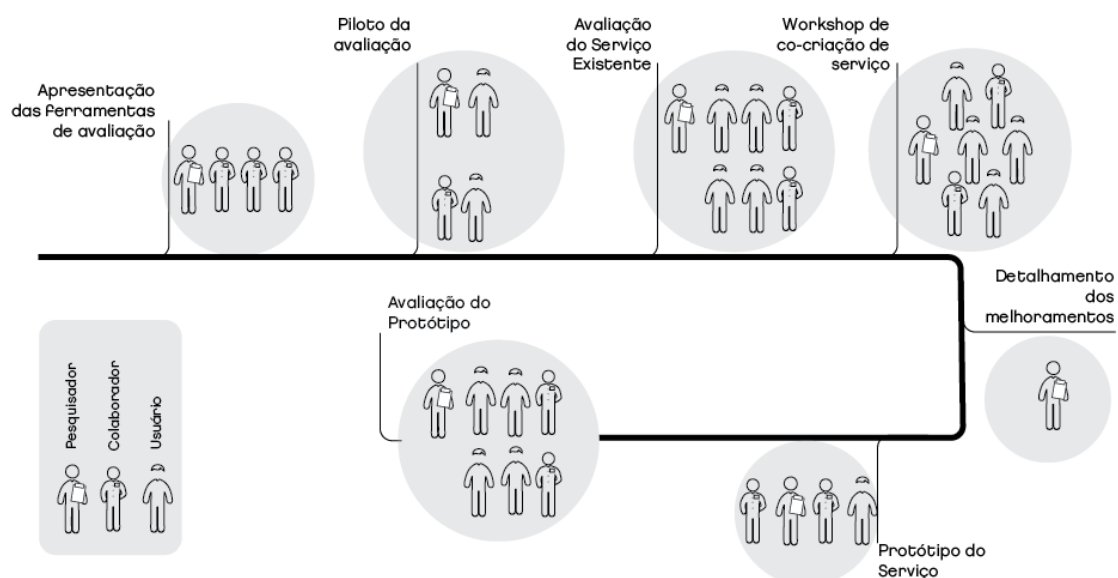 Apresentação
das ferramentas
de avaliação
Piloto da
avaliação
Avaliação
do Serviço
Existente
Workshop de
co-criação de
serviço
Detalhamento
dos
melhoramentos
Protótipo do
Serviço
Avaliação do
Protótipo
Pesquisador
Colaborador
Usuário